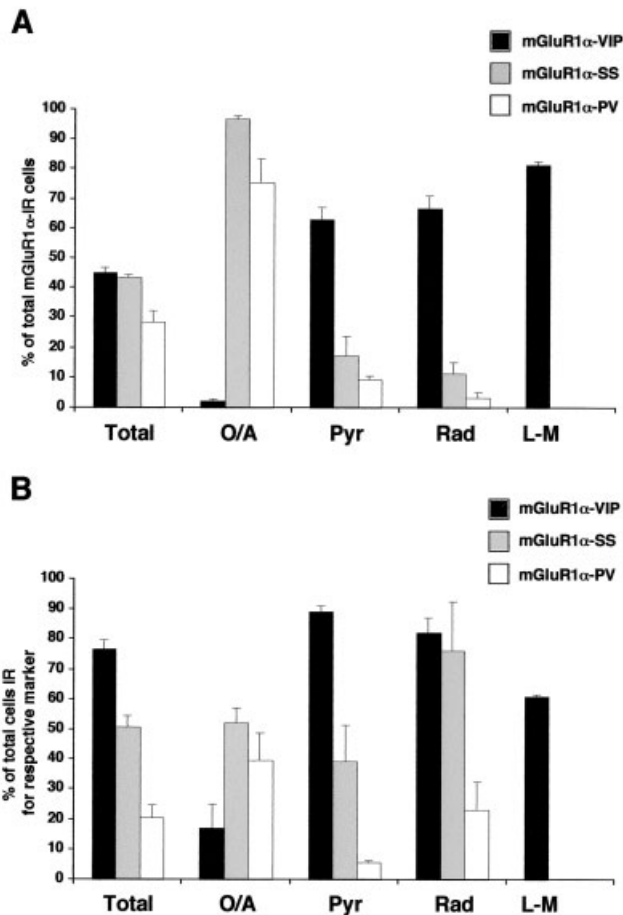 A
mGluR1α-VIP
mGluR1α-SS
mGluR1α-PV
100
90
80
70
60
50
40
30
20
10
0
% of total mGluR1α-IR cells
Total O/A Pyr Rad L-M
B
mGluR1α-VIP
mGluR1α-SS
mGluR1α-PV
100
90
80
70
60
50
40
30
20
10
0
% of total cells IR
for respective marker
Total O/A Pyr Rad L-M